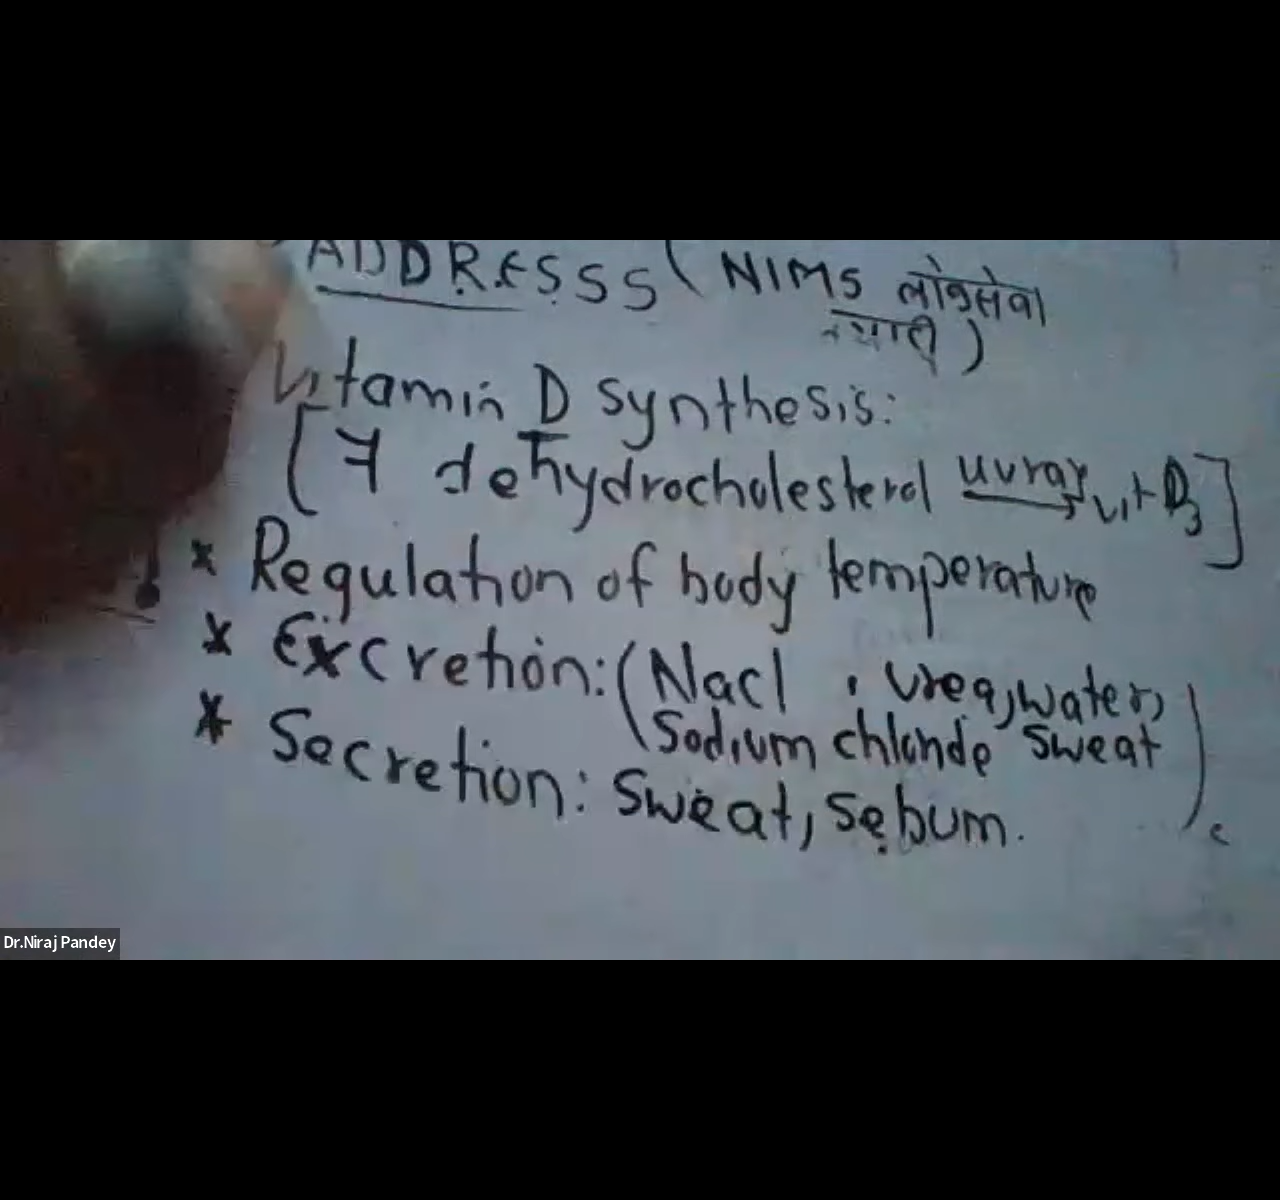 ADDRESSS (NIMS लोकसेवा
तयारी)
Vitamin D synthesis:
[7 dehydrocholesterol uvray→ vit D3]
* Regulation of body temperature
* Excretion: (Nacl , Urea, water,
Sodium chloride sweat)
* Secretion: Sweat, Sebum.
Dr.Niraj Pandey